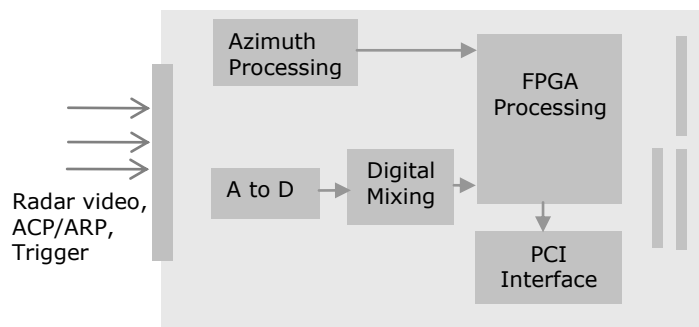 Azimuth
Processing
FPGA
Processing
A to D
Digital
Mixing
Radar video,
ACP/ARP,
Trigger
PCI
Interface